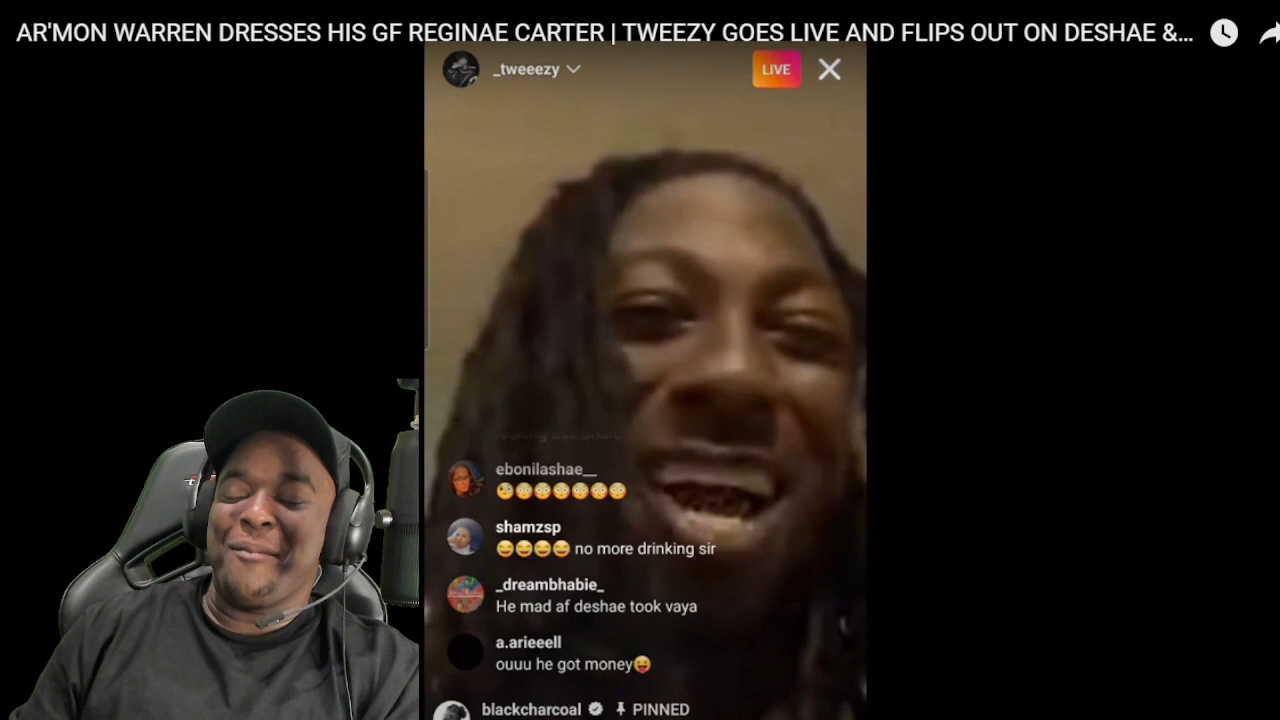 AR'MON WARREN DRESSES HIS GF REGINAE CARTER | TWEEZY GOES LIVE AND FLIPS OUT ON DESHAE &...
_tweeezy
LIVE
ebonilashae__
🧐😳😳😳😳😳😳
shamzsp
😂😂😂😂 no more drinking sir
_dreambhabie_
He mad af deshae took vaya
a.arieeell
ouuu he got money😜
blackcharcoal PINNED